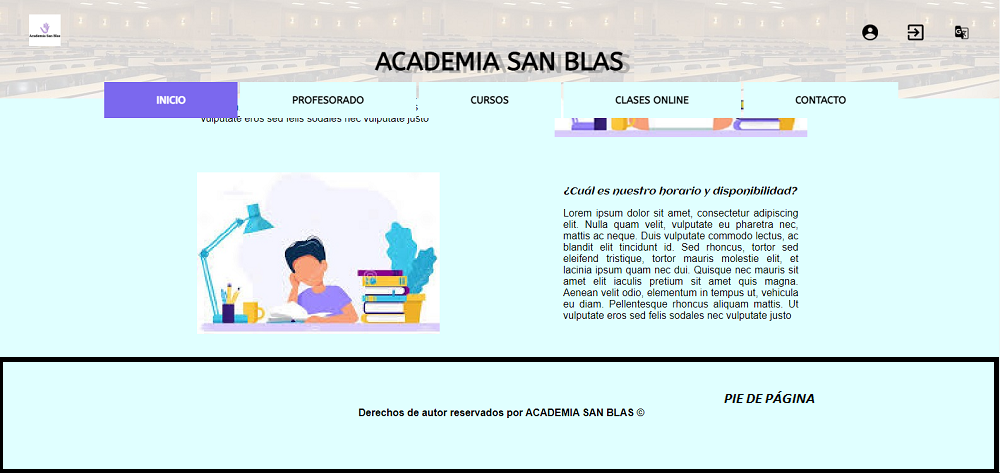 Academia San Blas
ACADEMIA SAN BLAS
INICIO
PROFESORADO
CURSOS
CLASES ONLINE
CONTACTO
vulputate eros sed felis sodales nec vulputate justo
¿Cuál es nuestro horario y disponibilidad?
Lorem ipsum dolor sit amet, consectetur adipiscing
elit. Nulla quam velit, vulputate eu pharetra nec,
mattis ac neque. Duis vulputate commodo lectus, ac
blandit elit tincidunt id. Sed rhoncus, tortor sed
eleifend tristique, tortor mauris molestie elit, et
lacinia ipsum quam nec dui. Quisque nec mauris sit
amet elit iaculis pretium sit amet quis magna.
Aenean velit odio, elementum in tempus ut, vehicula
eu diam. Pellentesque rhoncus aliquam mattis. Ut
vulputate eros sed felis sodales nec vulputate justo
PIE DE PÁGINA
Derechos de autor reservados por ACADEMIA SAN BLAS ©